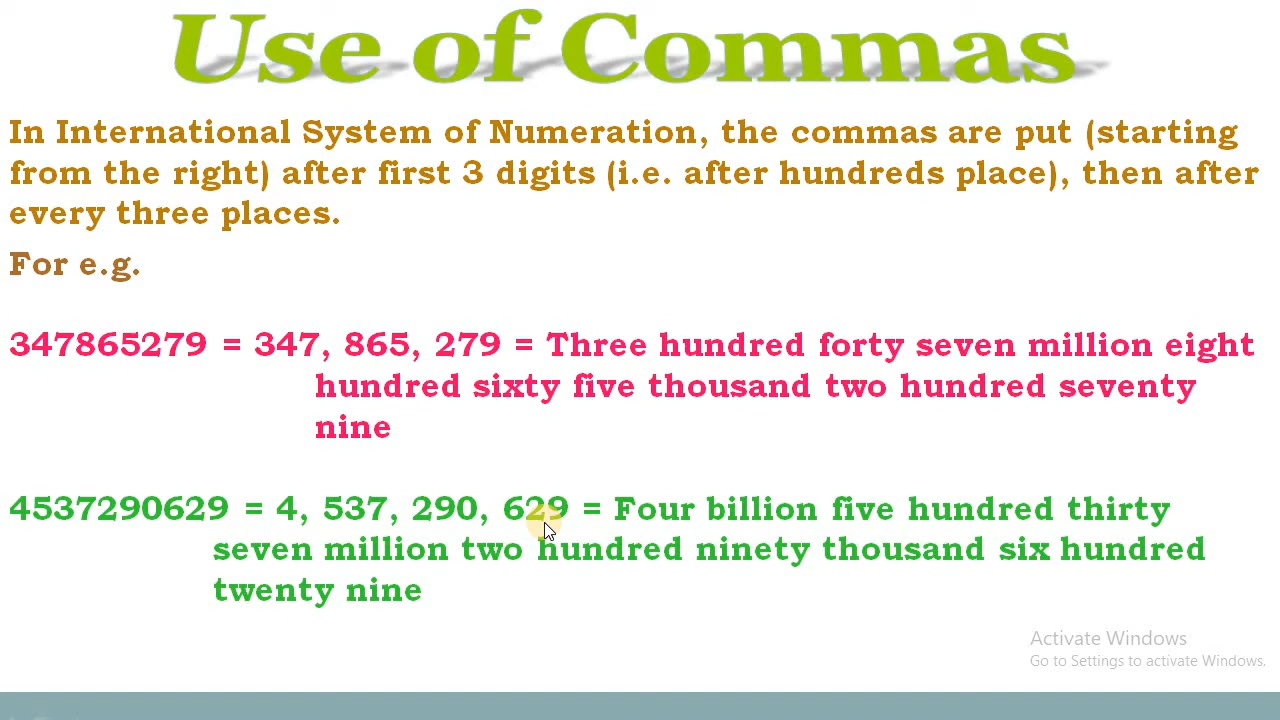 Use of Commas
In International System of Numeration, the commas are put (starting
from the right) after first 3 digits (i.e. after hundreds place), then after
every three places.
For e.g.
347865279 = 347, 865, 279 = Three hundred forty seven million eight
hundred sixty five thousand two hundred seventy
nine
4537290629 = 4, 537, 290, 629 = Four billion five hundred thirty
seven million two hundred ninety thousand six hundred
twenty nine
Activate Windows
Go to Settings to activate Windows.